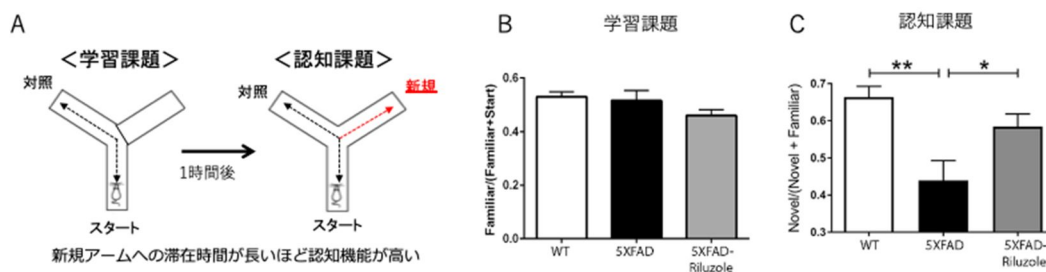 A
＜学習課題＞
対照
スタート
1時間後
＜認知課題＞
対照
新規
スタート
新規アームへの滞在時間が長いほど認知機能が高い
B
学習課題
Familiar/(Familiar+Start)
0.6
0.4
0.2
0.0
WT
5XFAD
5XFAD-
Riluzole
C
認知課題
**
*
Novel/(Novel + Familiar)
0.7
0.6
0.5
0.4
0.3
WT
5XFAD
5XFAD-
Riluzole